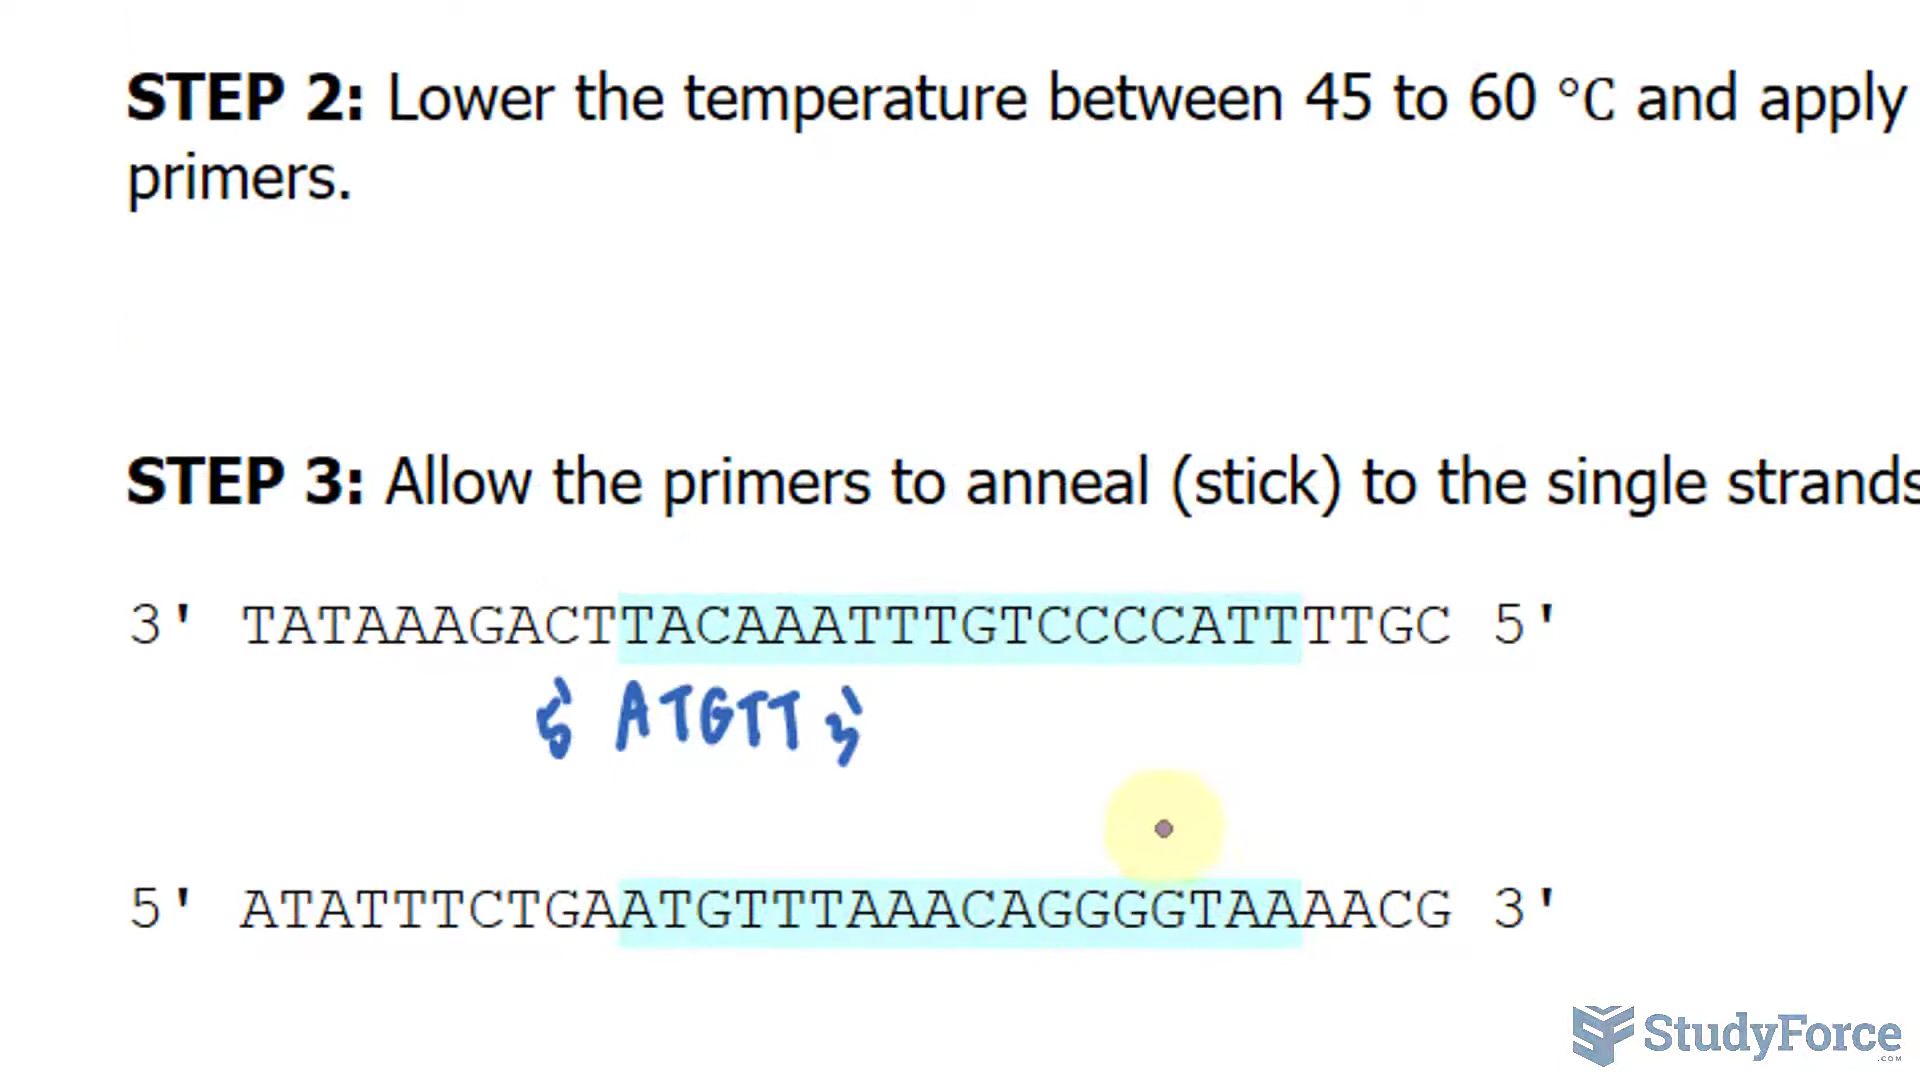 STEP 2: Lower the temperature between 45 to 60 °C and apply
primers.
STEP 3: Allow the primers to anneal (stick) to the single strands
3' TATAAAGACTTACAAATTTGTCCCCATTTTGC 5'
5' ATGTT 3'
5' ATATTTCTGAATGTTTAAACAGGGGTAAAACG 3'
StudyForce
.COM